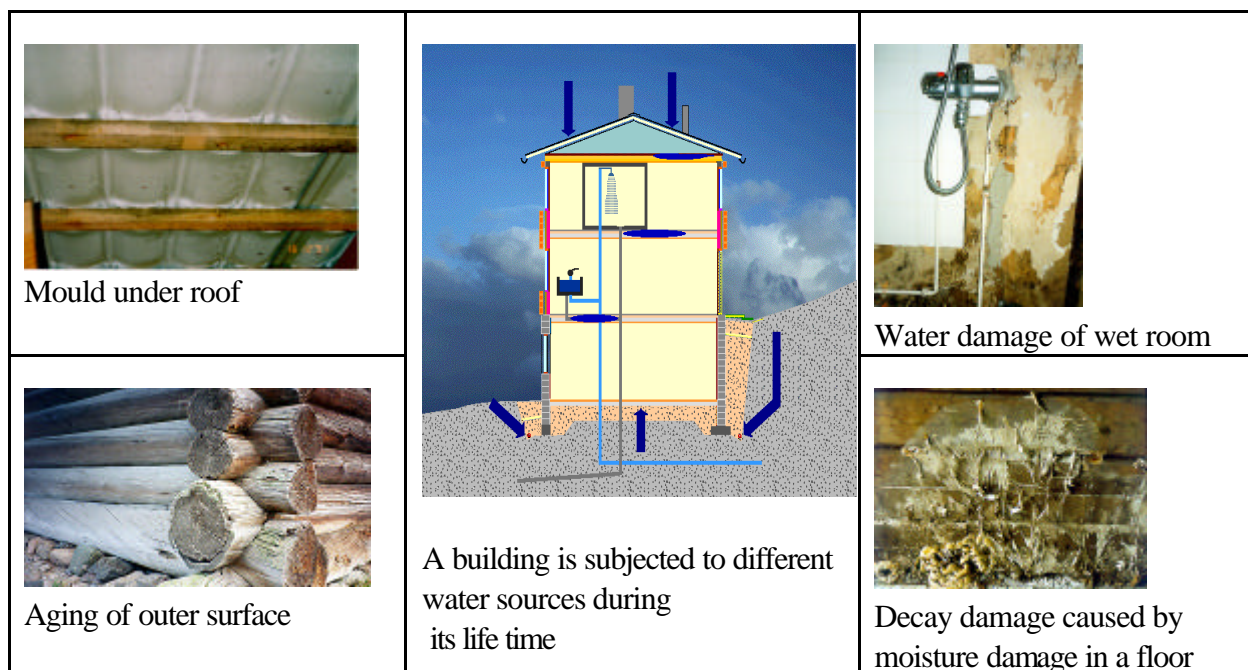 Mould under roof
Aging of outer surface
A building is subjected to different
water sources during
its life time
Water damage of wet room
Decay damage caused by
moisture damage in a floor